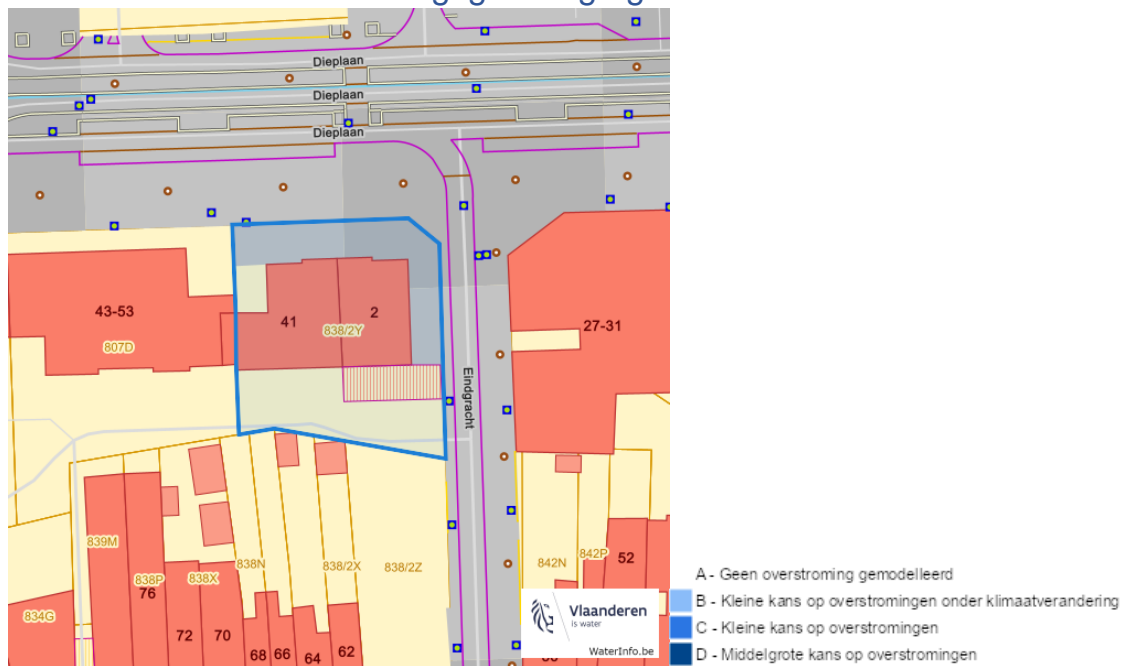 Dieplaan
Dieplaan
Dieplaan
43-53
807D
41
2
838/2Y
27-31
Eindgracht
839M
838P
76
838X
838N
838/2X
838/2Z
842N
842P
52
834G
72
70
68
66
64
62
Vlaanderen
is water
WaterInfo.be
A - Geen overstroming gemodelleerd
B - Kleine kans op overstromingen onder klimaatverandering
C - Kleine kans op overstromingen
D - Middelgrote kans op overstromingen